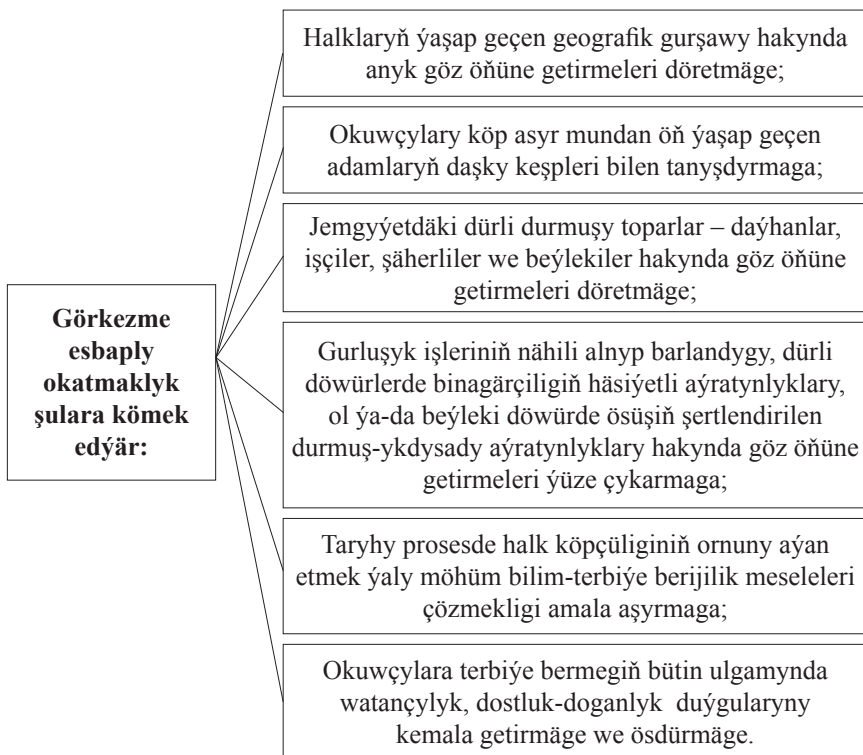 Görkezme
esbaply
okatmaklyk
şulara kömek
edýär:
Halklaryň ýaşap geçen geografik gurşawy hakynda
anyk göz öňüne getirmeleri döretmäge;
Okuwçylary köp asyr mundan öň ýaşap geçen
adamlaryň daşky keşpleri bilen tanyşdyrmaga;
Jemgyýetdäki dürli durmuşy toparlar – daýhanlar,
işçiler, şäherliler we beýlekiler hakynda göz öňüne
getirmeleri döretmäge;
Gurluşyk işleriniň nähili alnyp barlandygy, dürli
döwürlerde binagärçiligiň häsiýetli aýratynlyklary,
ol ýa-da beýleki döwürde ösüşiň şertlendirilen
durmuş-ykdysady aýratynlyklary hakynda göz öňüne
getirmeleri ýüze çykarmaga;
Taryhy prosesde halk köpçüliginiň ornuny aýan
etmek ýaly möhüm bilim-terbiýe berijilik meseleleri
çözmekligi amala aşyrmaga;
Okuwçylara terbiýe bermegiň bütin ulgamynda
watançylyk, dostluk-doganlyk duýgularyny
kemala getirmäge we ösdürmäge.